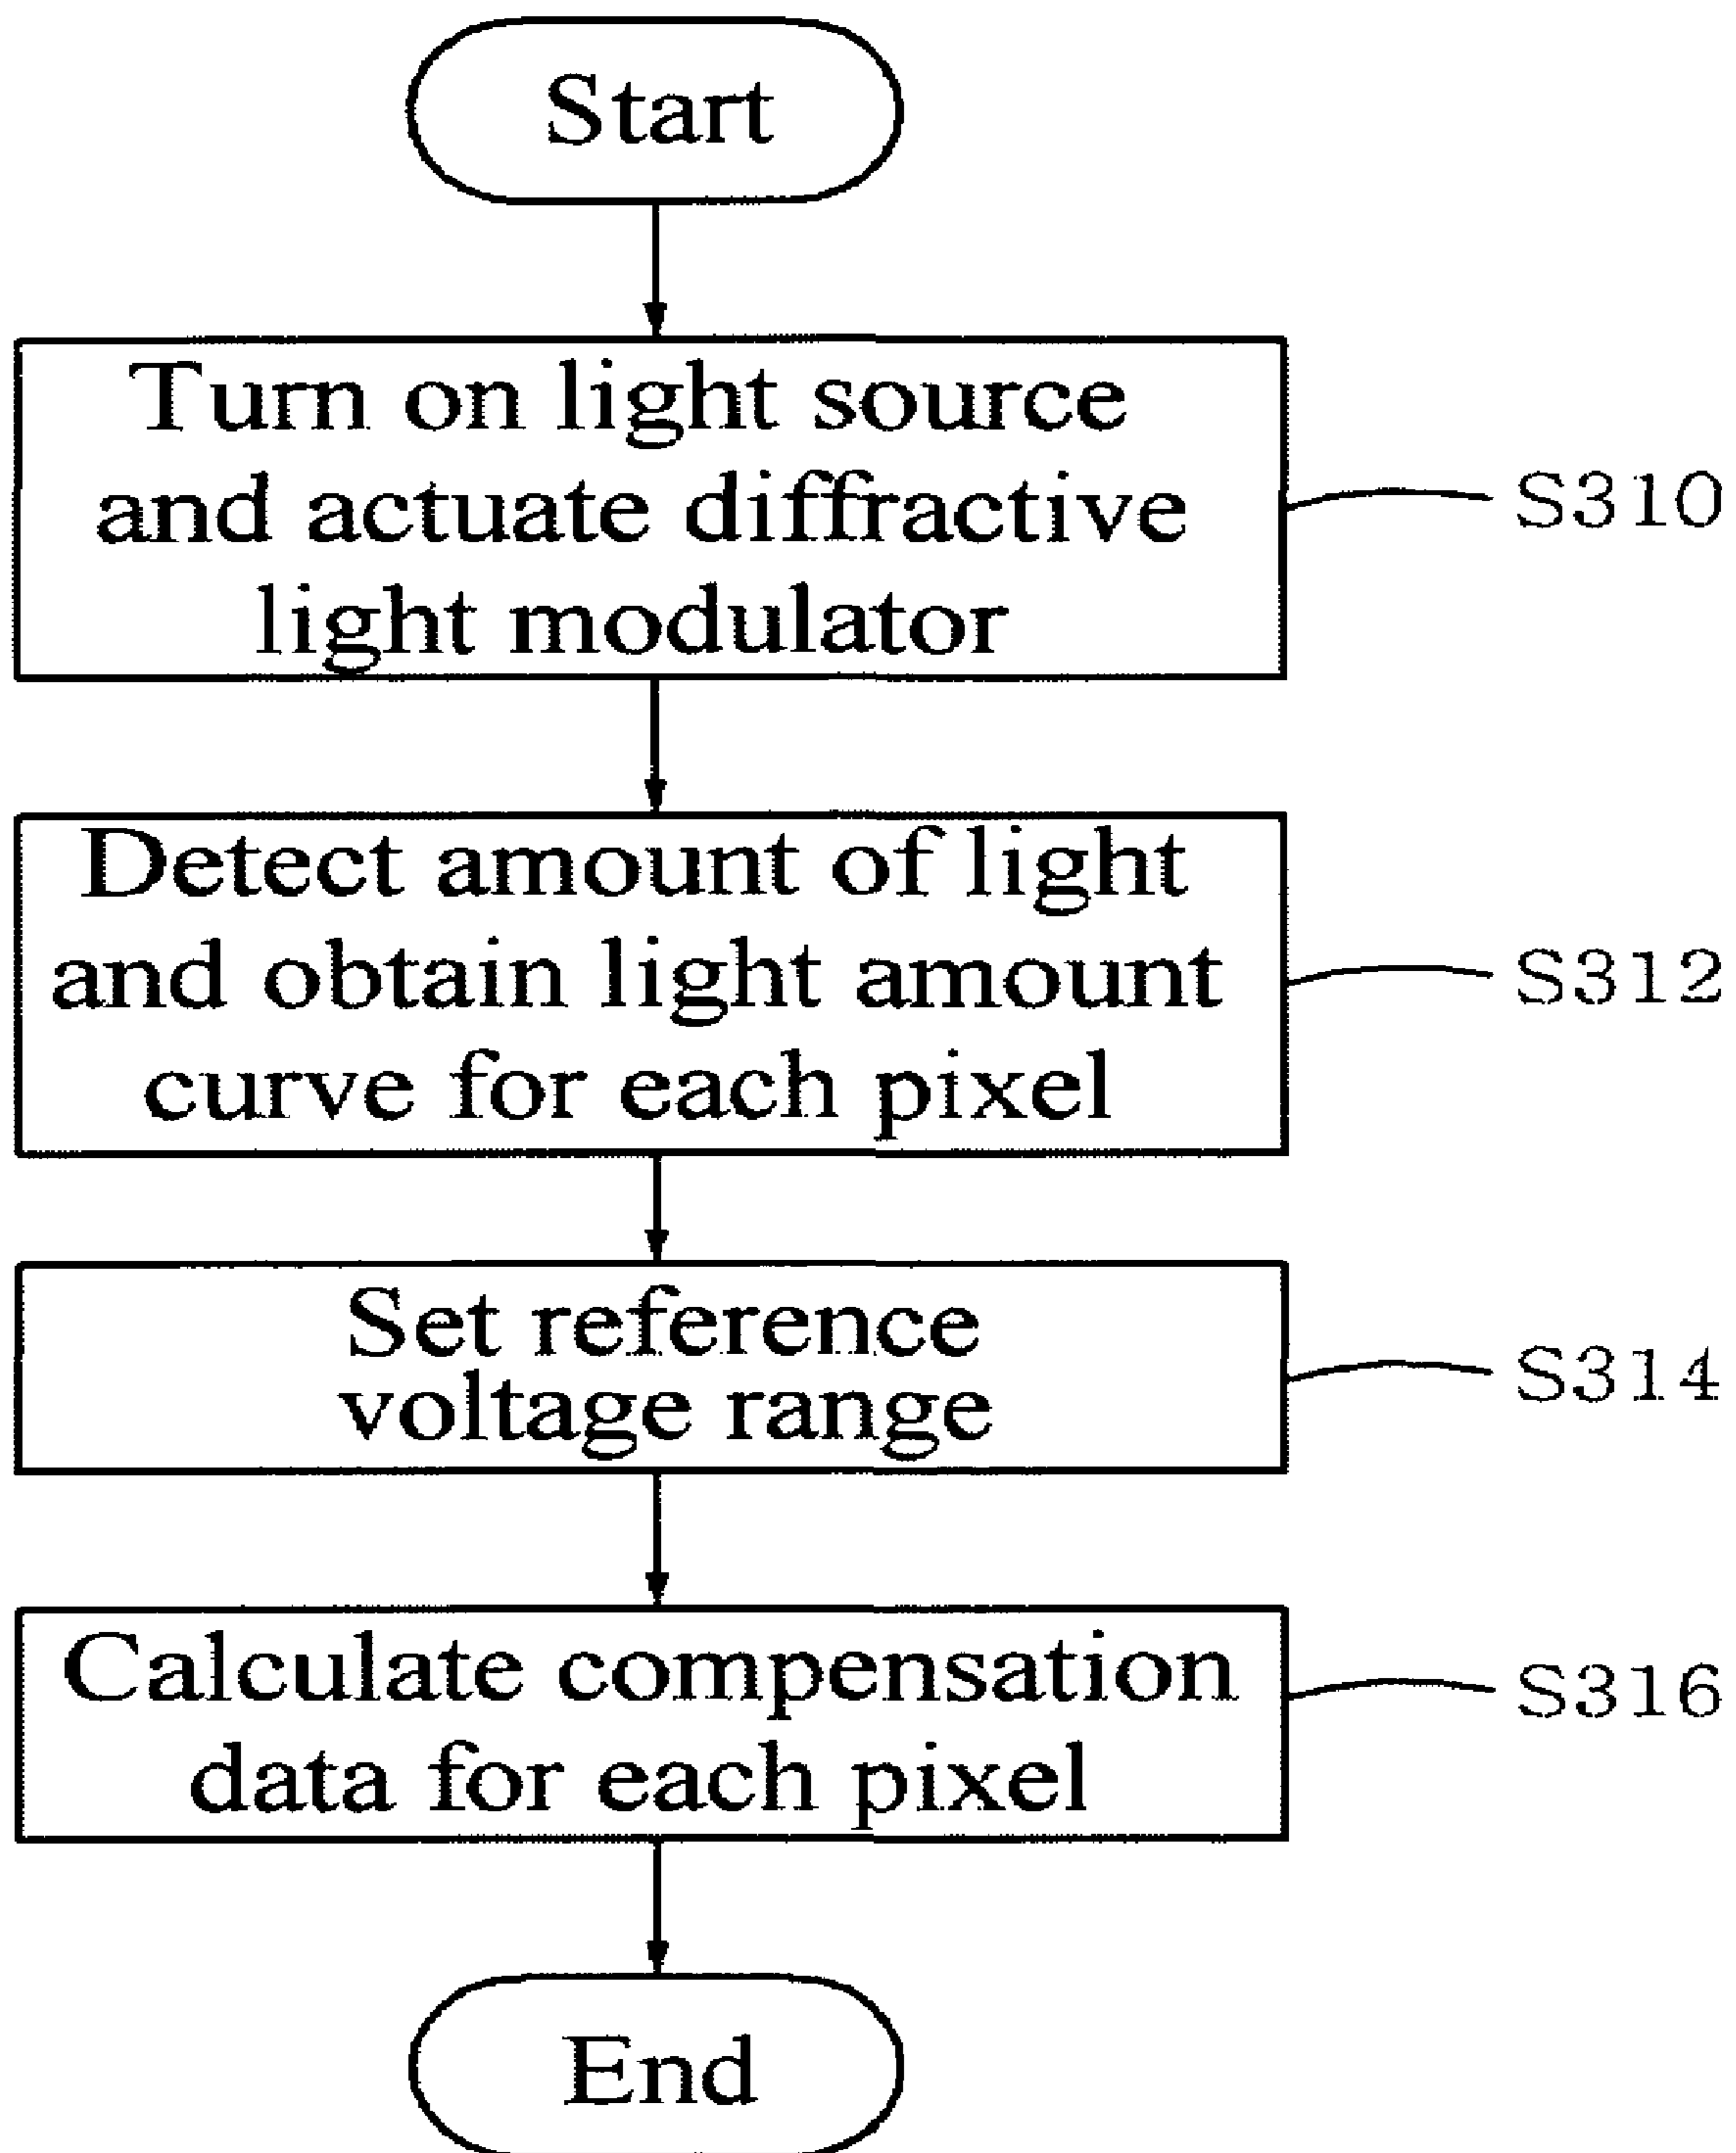 Start
Turn on light source
and actuate diffractive
light modulator
S310
Detect amount of light
and obtain light amount
curve for each pixel
S312
Set reference
voltage range
S314
Calculate compensation
data for each pixel
S316
End